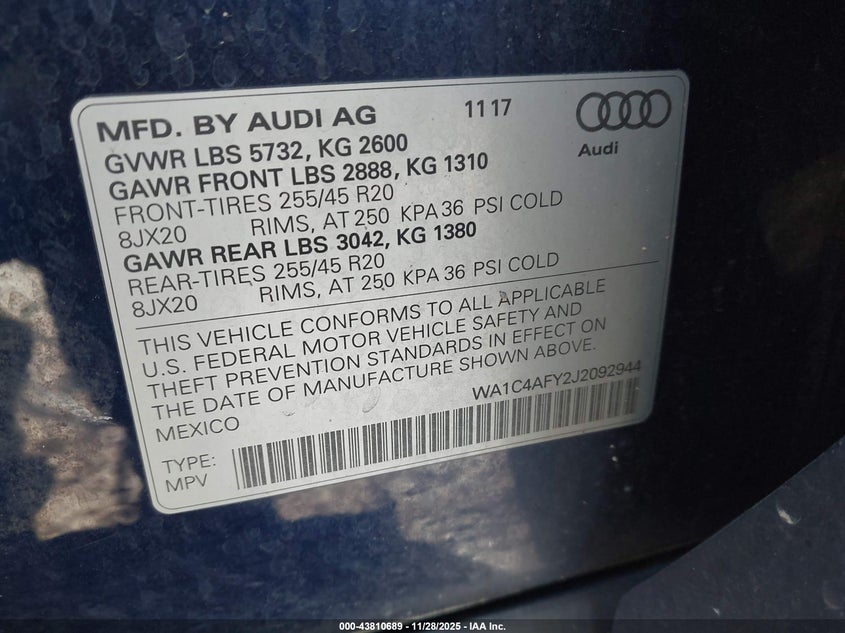 MFD. BY AUDI AG 11 17
Audi
GVWR LBS 5732, KG 2600
GAWR FRONT LBS 2888, KG 1310
FRONT-TIRES 255/45 R20
8JX20 RIMS, AT 250 KPA 36 PSI COLD
GAWR REAR LBS 3042, KG 1380
REAR-TIRES 255/45 R20
8JX20 RIMS, AT 250 KPA 36 PSI COLD
THIS VEHICLE CONFORMS TO ALL APPLICABLE
U.S. FEDERAL MOTOR VEHICLE SAFETY AND
THEFT PREVENTION STANDARDS IN EFFECT ON
THE DATE OF MANUFACTURE SHOWN ABOVE.
MEXICO WA1C4AFY2J2092944
TYPE:
MPV
000-43810689 - 11/28/2025 - IAA Inc.